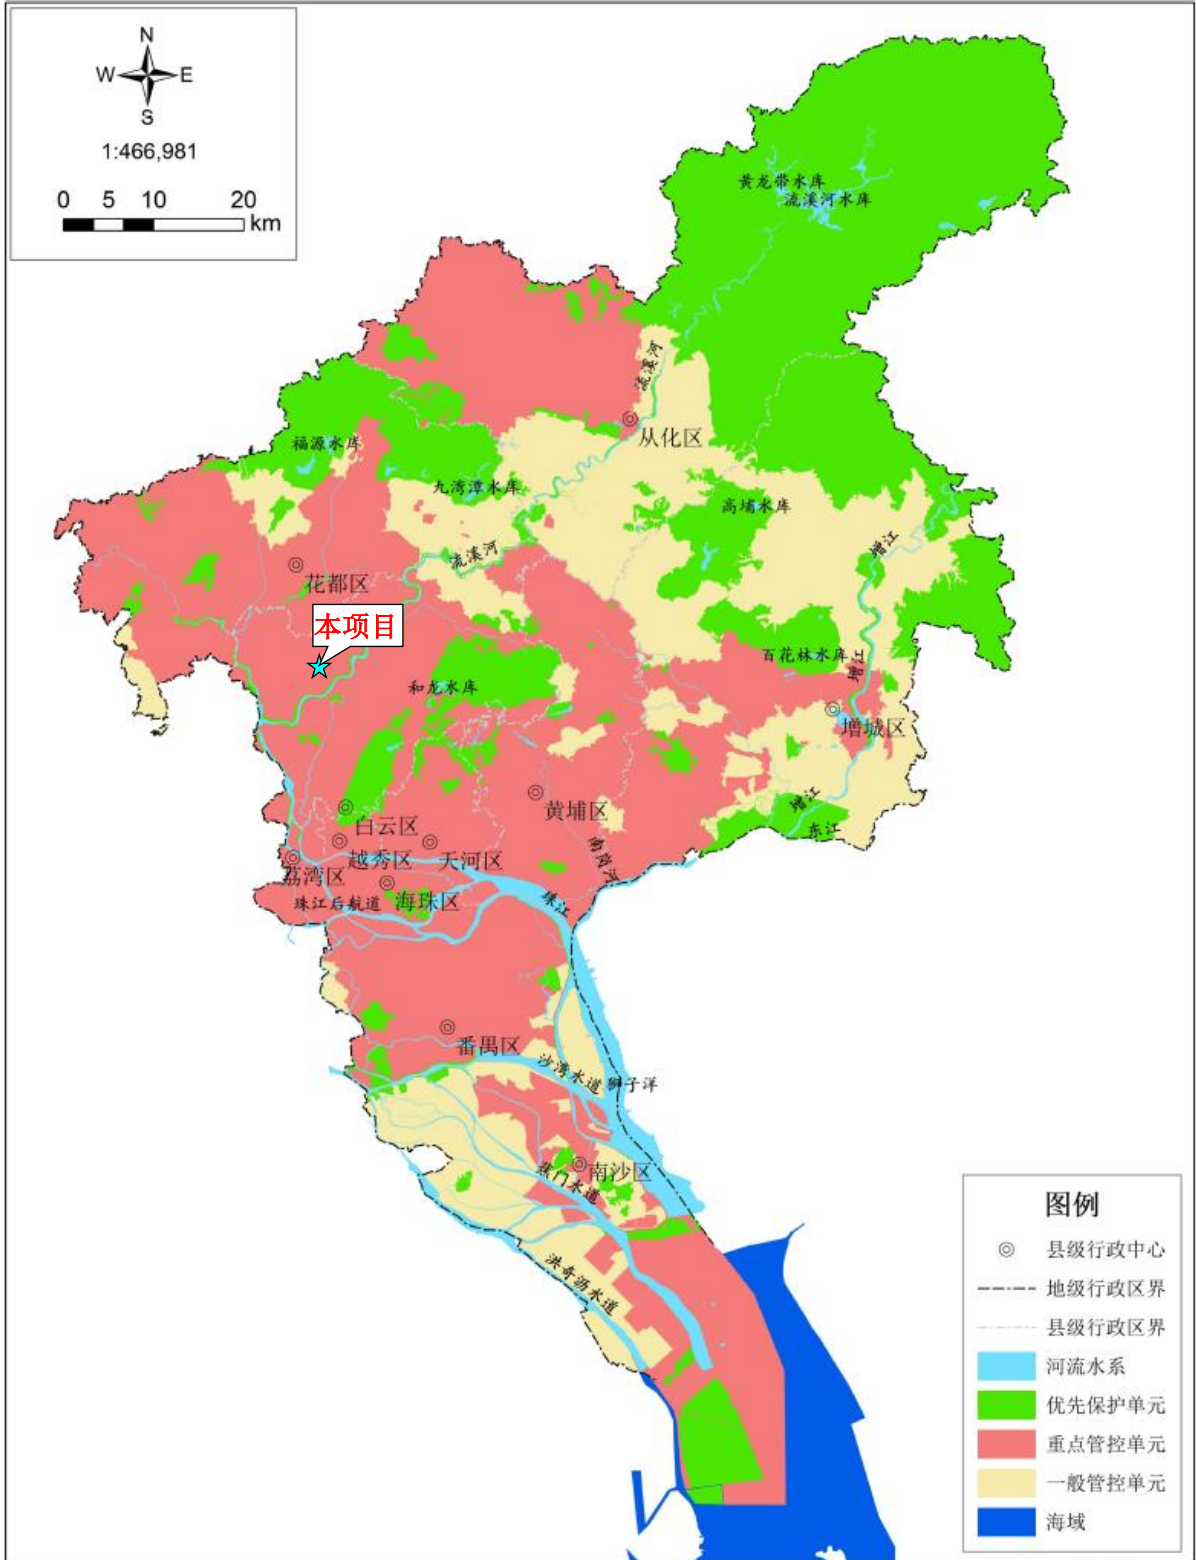 N
W E
S
1:466,981
0 5 10 20
km
黄龙带水库
流溪河水库
流溪河
从化区
福源水库
九湾潭水库
高埔水库
增江
流溪河
花都区
本项目
百花林水库
增江
和龙水库
增城区
增江
东江
黄埔区
白云区
南岗河
越秀区
天河区
荔湾区
海珠区
珠江后航道
珠江
番禺区
沙湾水道
狮子洋
南沙区
蕉门水道
洪奇沥水道
图例
县级行政中心
地级行政区界
县级行政区界
河流水系
优先保护单元
重点管控单元
一般管控单元
海域